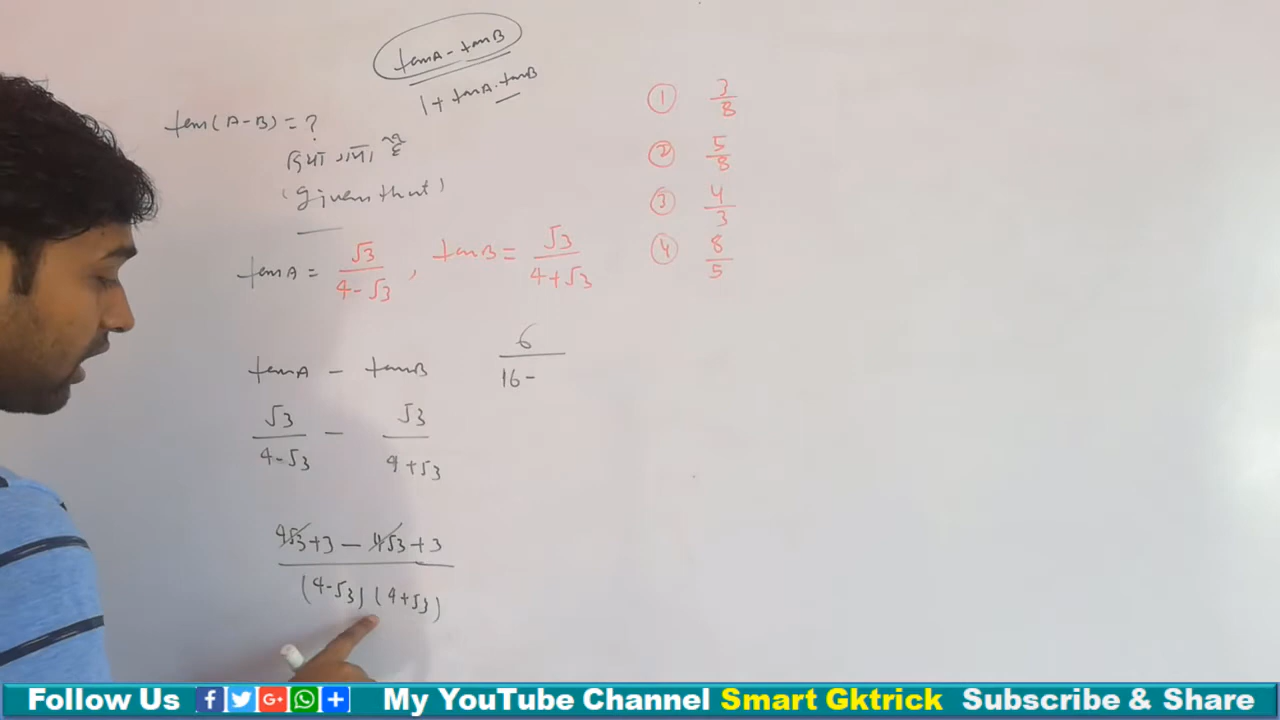 tanA - tanB
1 + tanA . tanB
tan(A-B) = ?
दिया गया है
(given that)
tanA = √3/4-√3 , tanB = √3/4+√3
① 3/8
② 5/8
③ 4/3
④ 8/5
tanA - tanB
√3/4-√3 - √3/4+√3
6/16-
4√3+3 - 4√3+3
(4-√3)(4+√3)
Follow Us f G+ + My YouTube Channel Smart Gktrick Subscribe & Share